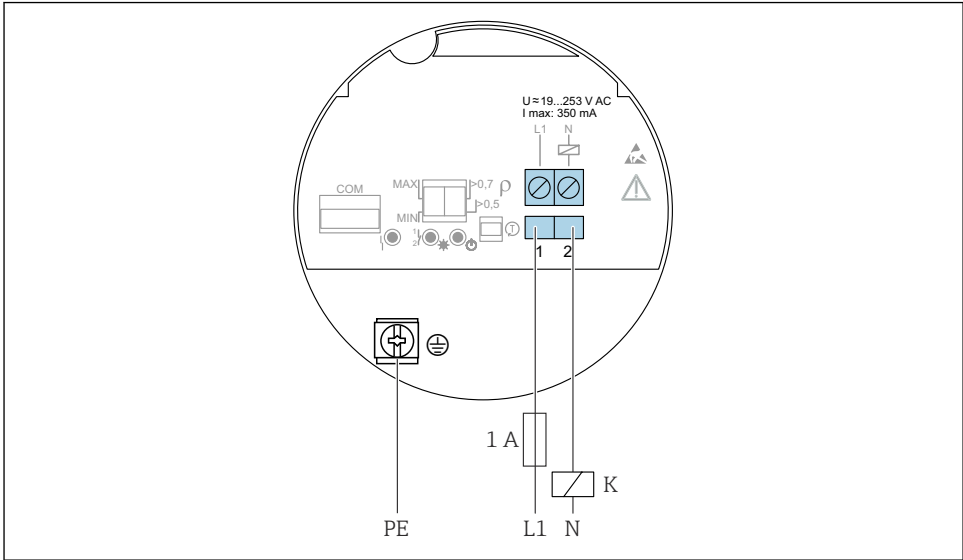 U≂19...253 V AC
I max: 350 mA
L1 N
COM
MAX >0,7 ρ
>0,5
MIN
1
2
T
1 2
1 A
K
PE L1 N